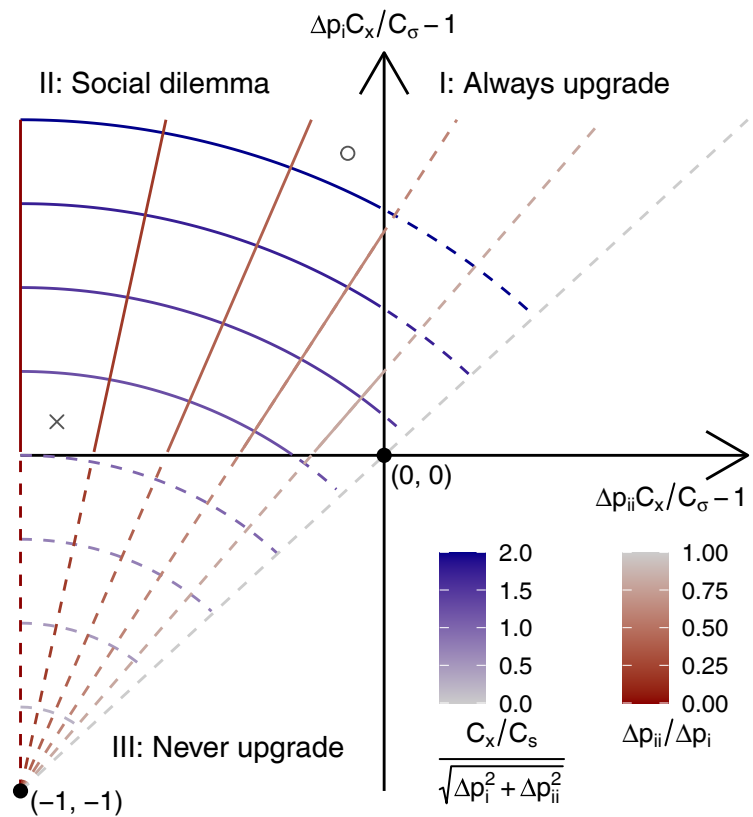 Δp_iC_x/C_σ−1
II: Social dilemma
I: Always upgrade
(0, 0)
Δp_iiC_x/C_σ−1
2.0
1.5
1.0
0.5
0.0
C_x/C_s
√Δp_i^2+Δp_ii^2
1.00
0.75
0.50
0.25
0.00
Δp_ii/Δp_i
III: Never upgrade
(−1, −1)